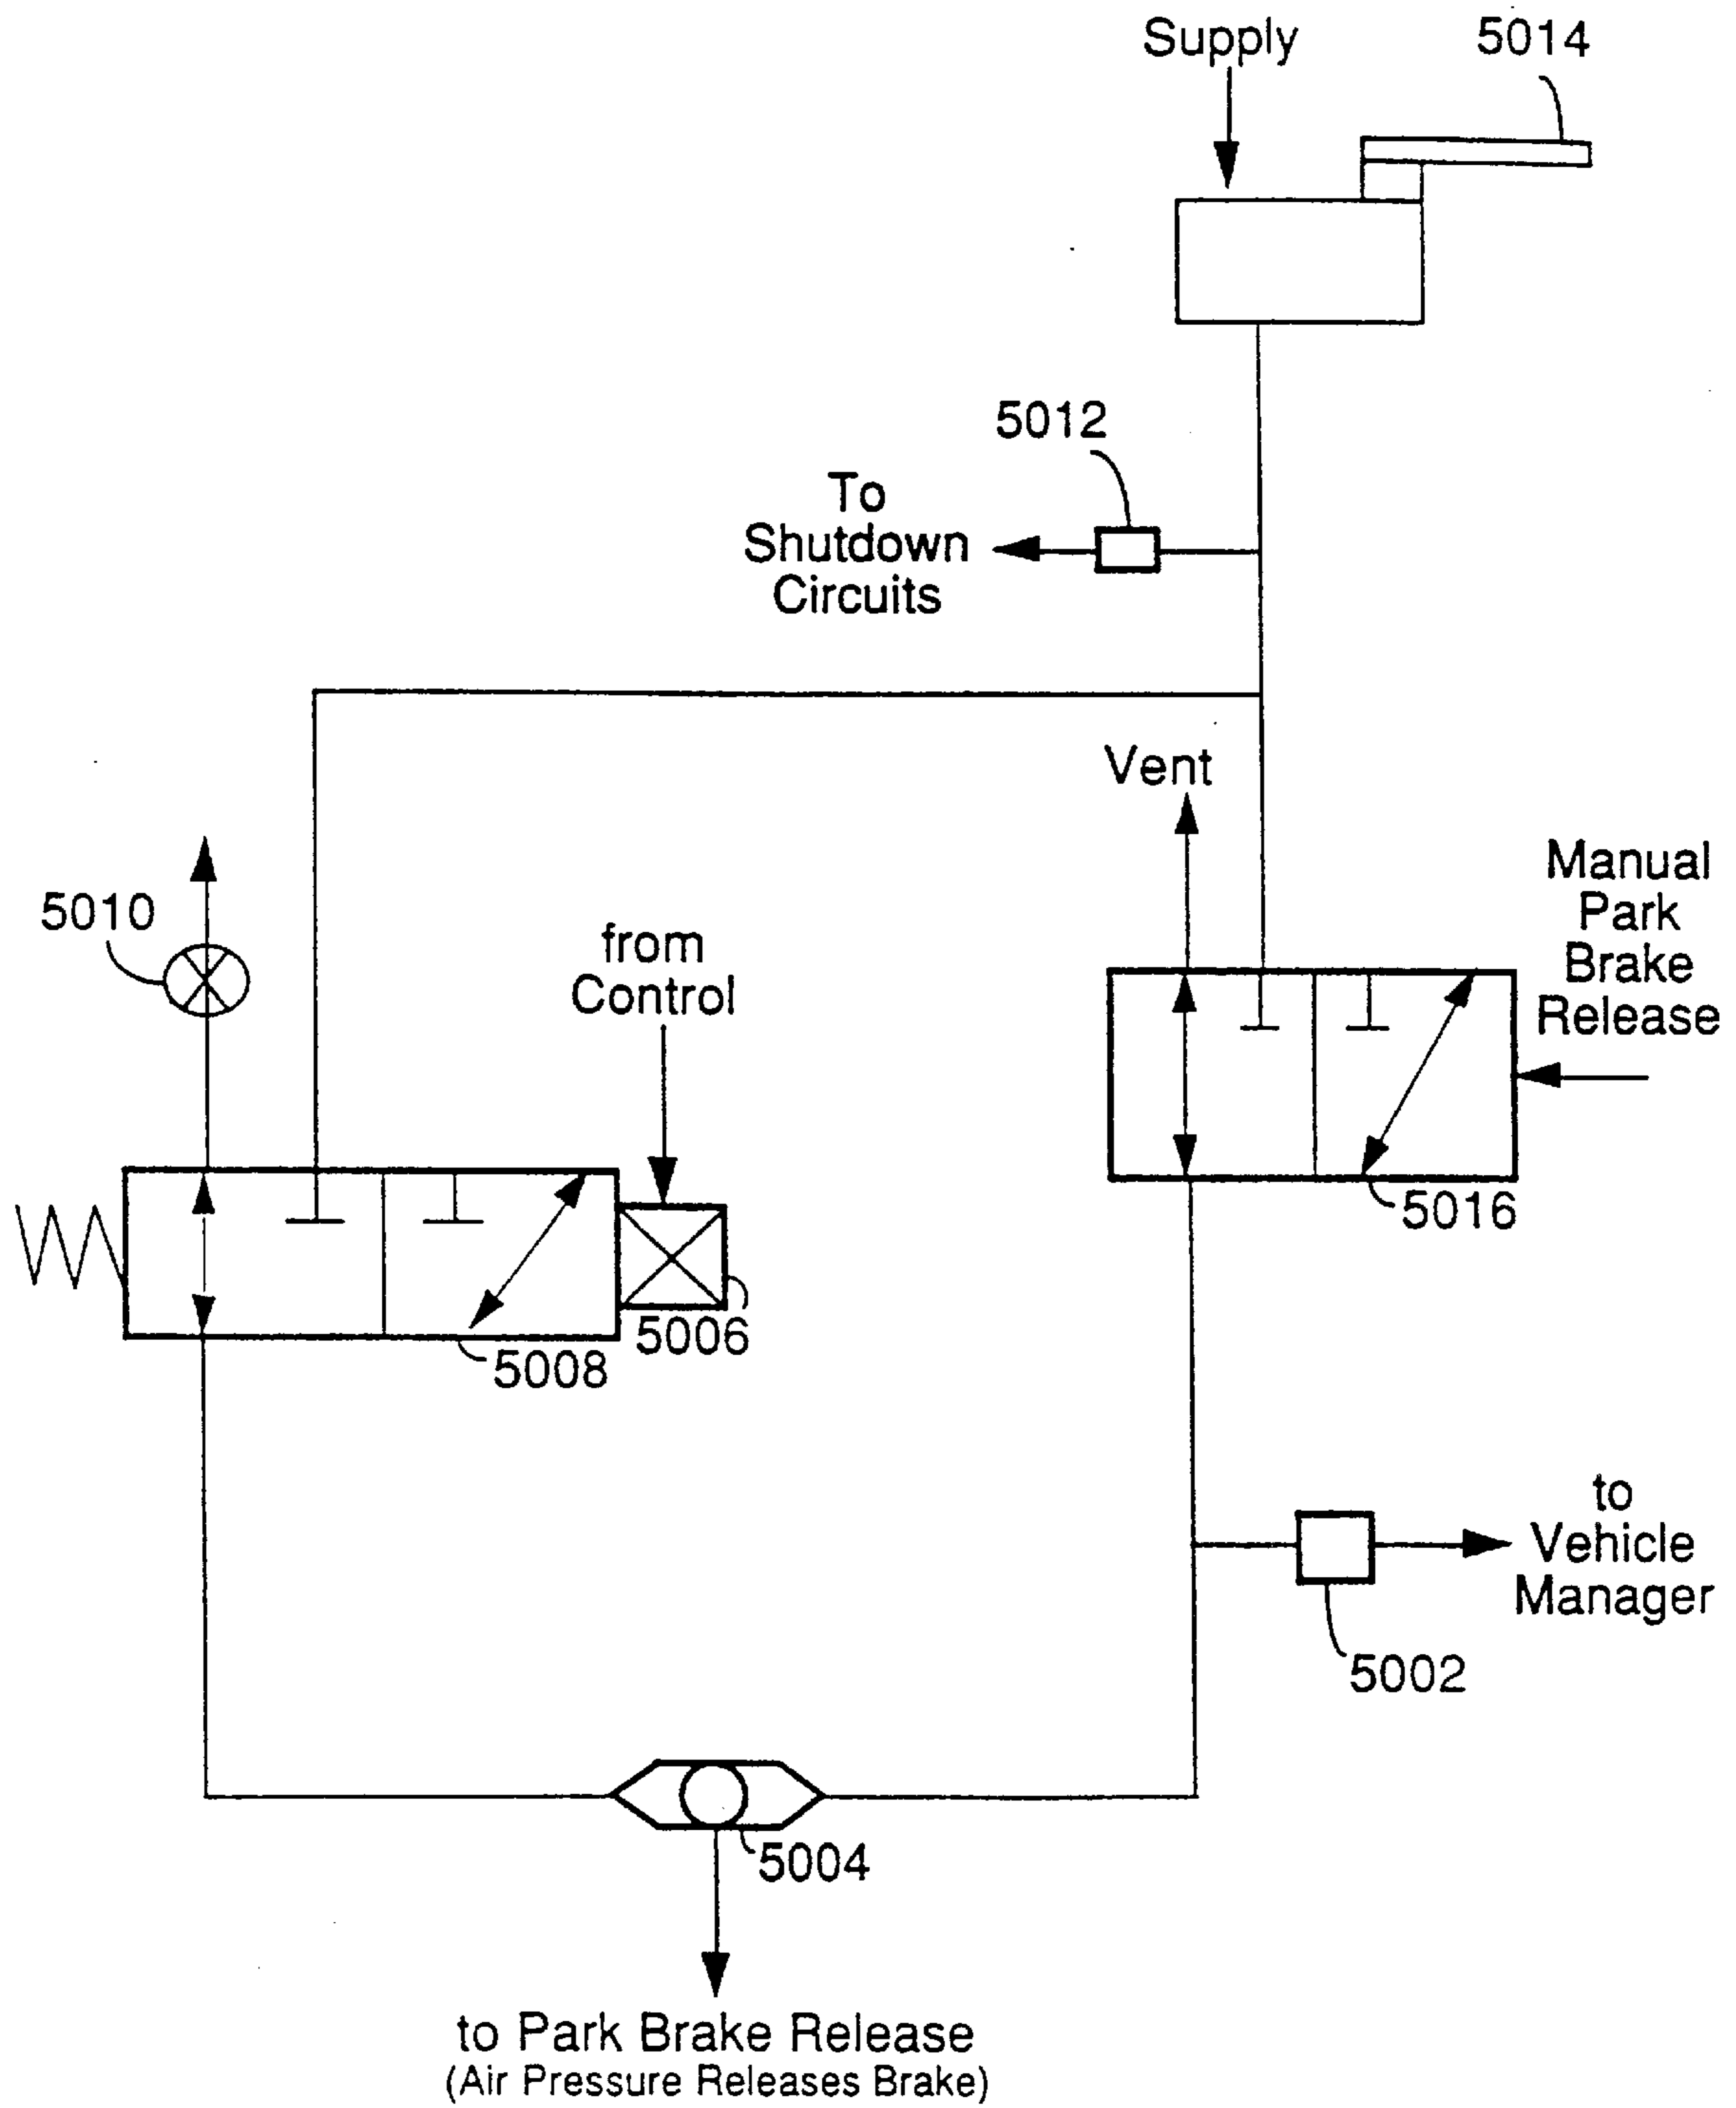 Supply
5014
5012
To
Shutdown
Circuits
Vent
Manual
Park
Brake
Release
5010
from
Control
5016
5006
5008
to
Vehicle
Manager
5002
5004
to Park Brake Release
(Air Pressure Releases Brake)